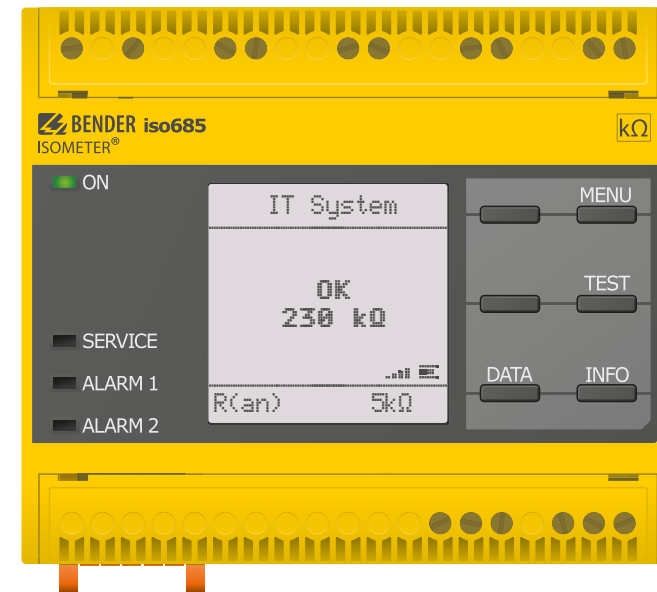 BENDER iso685
ISOMETER®
kΩ
ON
IT System
MENU
OK
TEST
230 kΩ
SERVICE
ALARM 1
DATA INFO
R(an) 5kΩ
ALARM 2